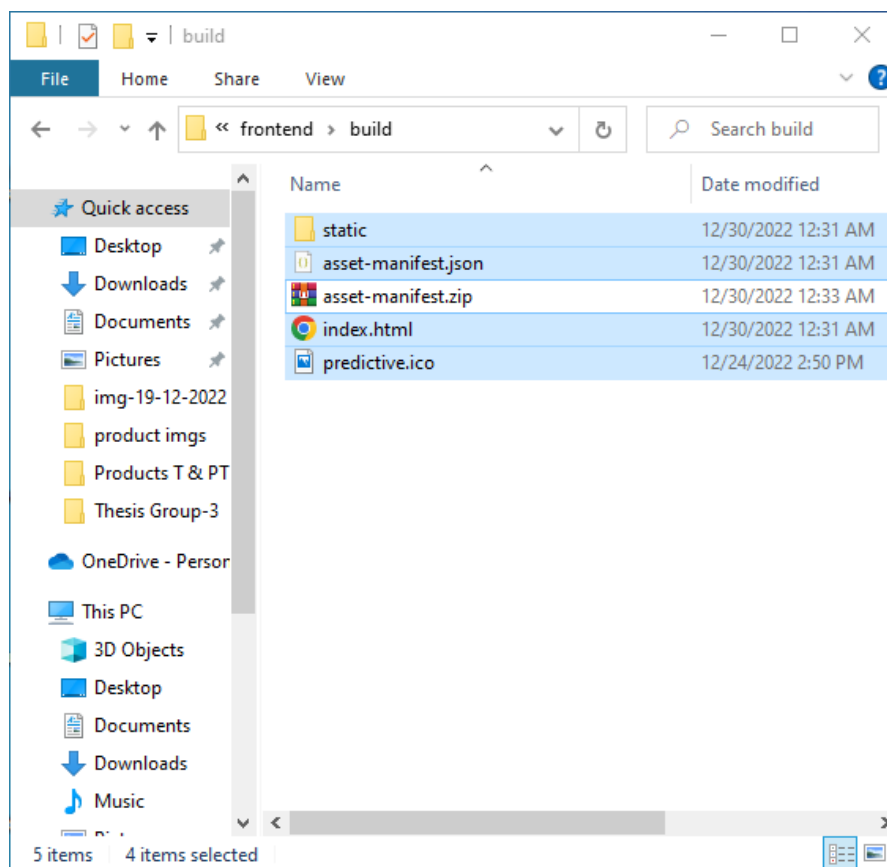 build
File Home Share View
?
« frontend › build
Search build
Name Date modified
Quick access
Desktop
Downloads
Documents
Pictures
img-19-12-2022
product imgs
Products T & PT
Thesis Group-3
OneDrive - Person
This PC
3D Objects
Desktop
Documents
Downloads
Music
static 12/30/2022 12:31 AM
asset-manifest.json 12/30/2022 12:31 AM
asset-manifest.zip 12/30/2022 12:33 AM
index.html 12/30/2022 12:31 AM
predictive.ico 12/24/2022 2:50 PM
5 items 4 items selected